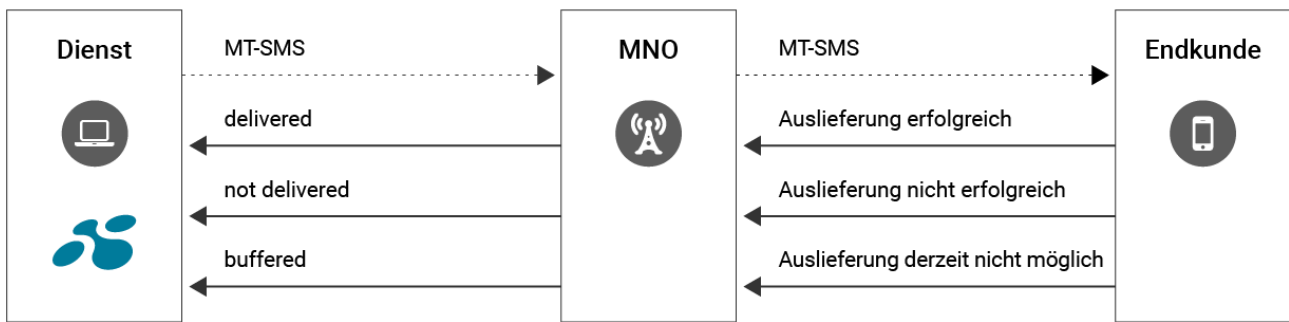 Dienst
MT-SMS
MNO
MT-SMS
Endkunde
delivered
Auslieferung erfolgreich
not delivered
Auslieferung nicht erfolgreich
buffered
Auslieferung derzeit nicht möglich